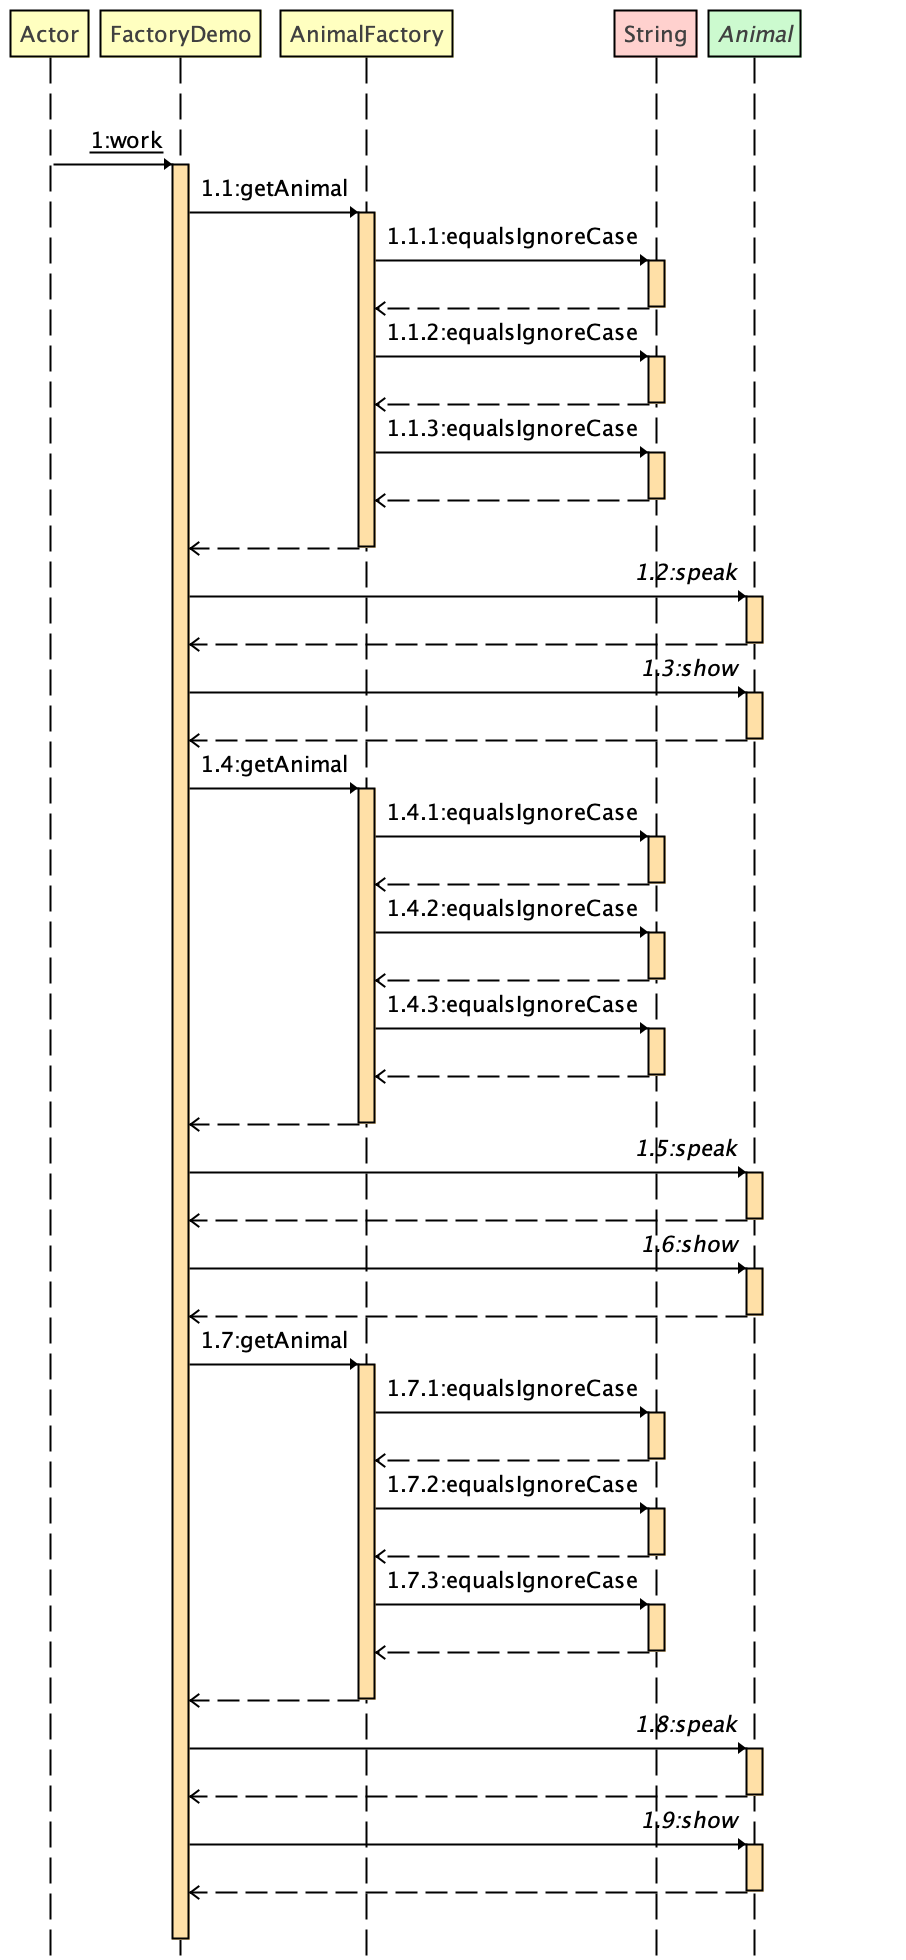 Actor
FactoryDemo
AnimalFactory
String
Animal
1:work
1.1:getAnimal
1.1.1:equalsIgnoreCase
1.1.2:equalsIgnoreCase
1.1.3:equalsIgnoreCase
1.2:speak
1.3:show
1.4:getAnimal
1.4.1:equalsIgnoreCase
1.4.2:equalsIgnoreCase
1.4.3:equalsIgnoreCase
1.5:speak
1.6:show
1.7:getAnimal
1.7.1:equalsIgnoreCase
1.7.2:equalsIgnoreCase
1.7.3:equalsIgnoreCase
1.8:speak
1.9:show